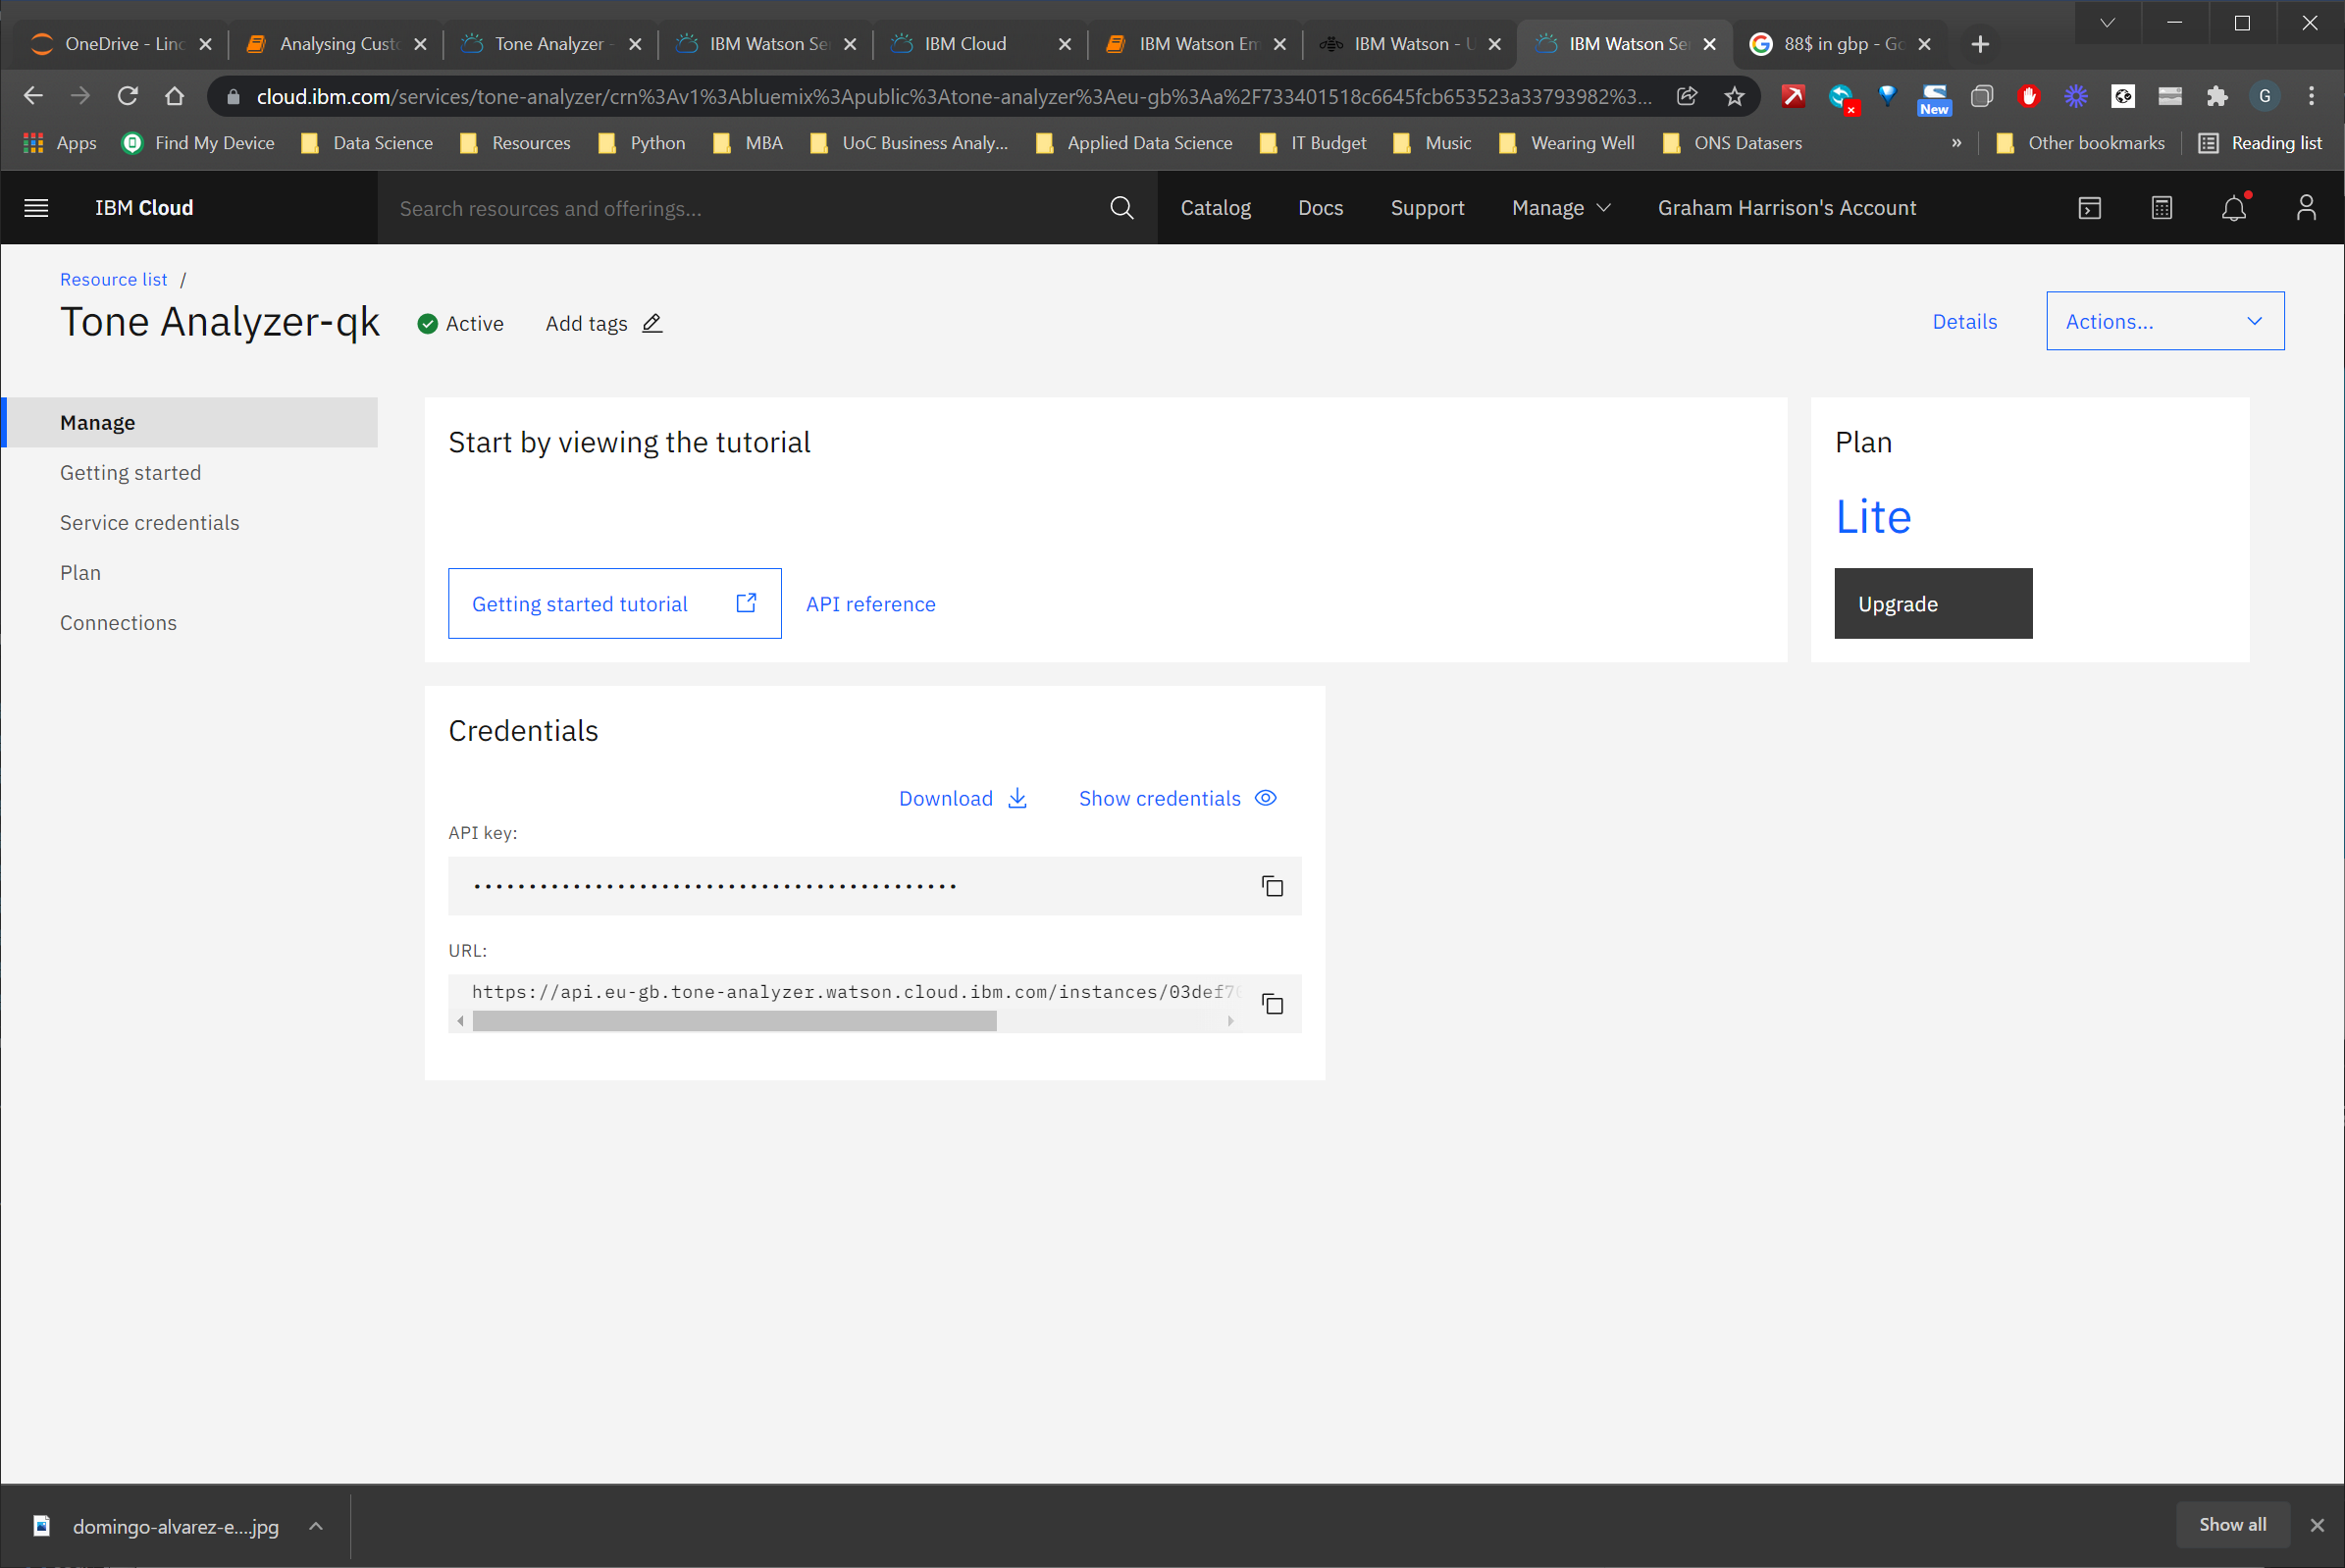 OneDrive - Linc
Analysing Custo
Tone Analyzer -
IBM Watson Se
IBM Cloud
IBM Watson Em
IBM Watson - U
IBM Watson Se
88$ in gbp - Go
cloud.ibm.com/services/tone-analyzer/crn%3Av1%3Abluemix%3Apublic%3Atone-analyzer%3Aeu-gb%3Aa%2F733401518c6645fcb653523a33793982%3...
New
G
Apps
Find My Device
Data Science
Resources
Python
MBA
UoC Business Analy...
Applied Data Science
IT Budget
Music
Wearing Well
ONS Datasers
»
Other bookmarks
Reading list
IBM Cloud
Search resources and offerings...
Catalog
Docs
Support
Manage
Graham Harrison's Account
Resource list /
Tone Analyzer-qk
Active
Add tags
Details
Actions...
Manage
Getting started
Service credentials
Plan
Connections
Start by viewing the tutorial
Getting started tutorial
API reference
Plan
Lite
Upgrade
Credentials
Download
Show credentials
API key:
••••••••••••••••••••••••••••••••••••••••••••
URL:
https://api.eu-gb.tone-analyzer.watson.cloud.ibm.com/instances/03def70
domingo-alvarez-e....jpg
Show all